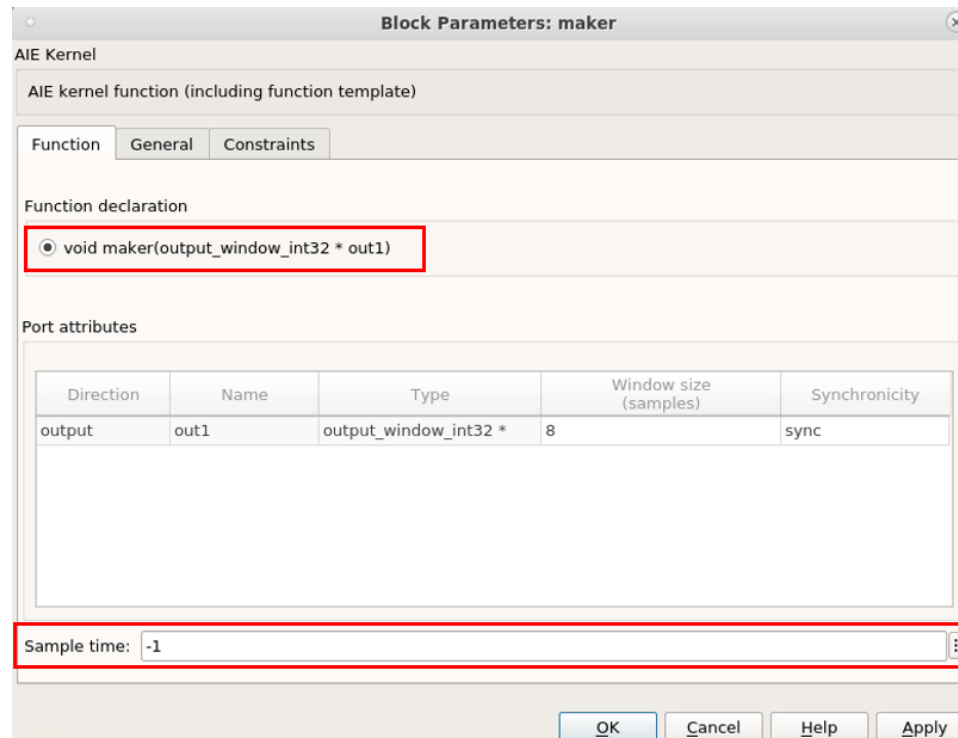 Block Parameters: maker
AIE Kernel
AIE kernel function (including function template)
Function General Constraints
Function declaration
void maker(output_window_int32 * out1)
Port attributes
Direction Name Type Window size (samples) Synchronicity
output out1 output_window_int32 * 8 sync
Sample time: -1
OK Cancel Help Apply